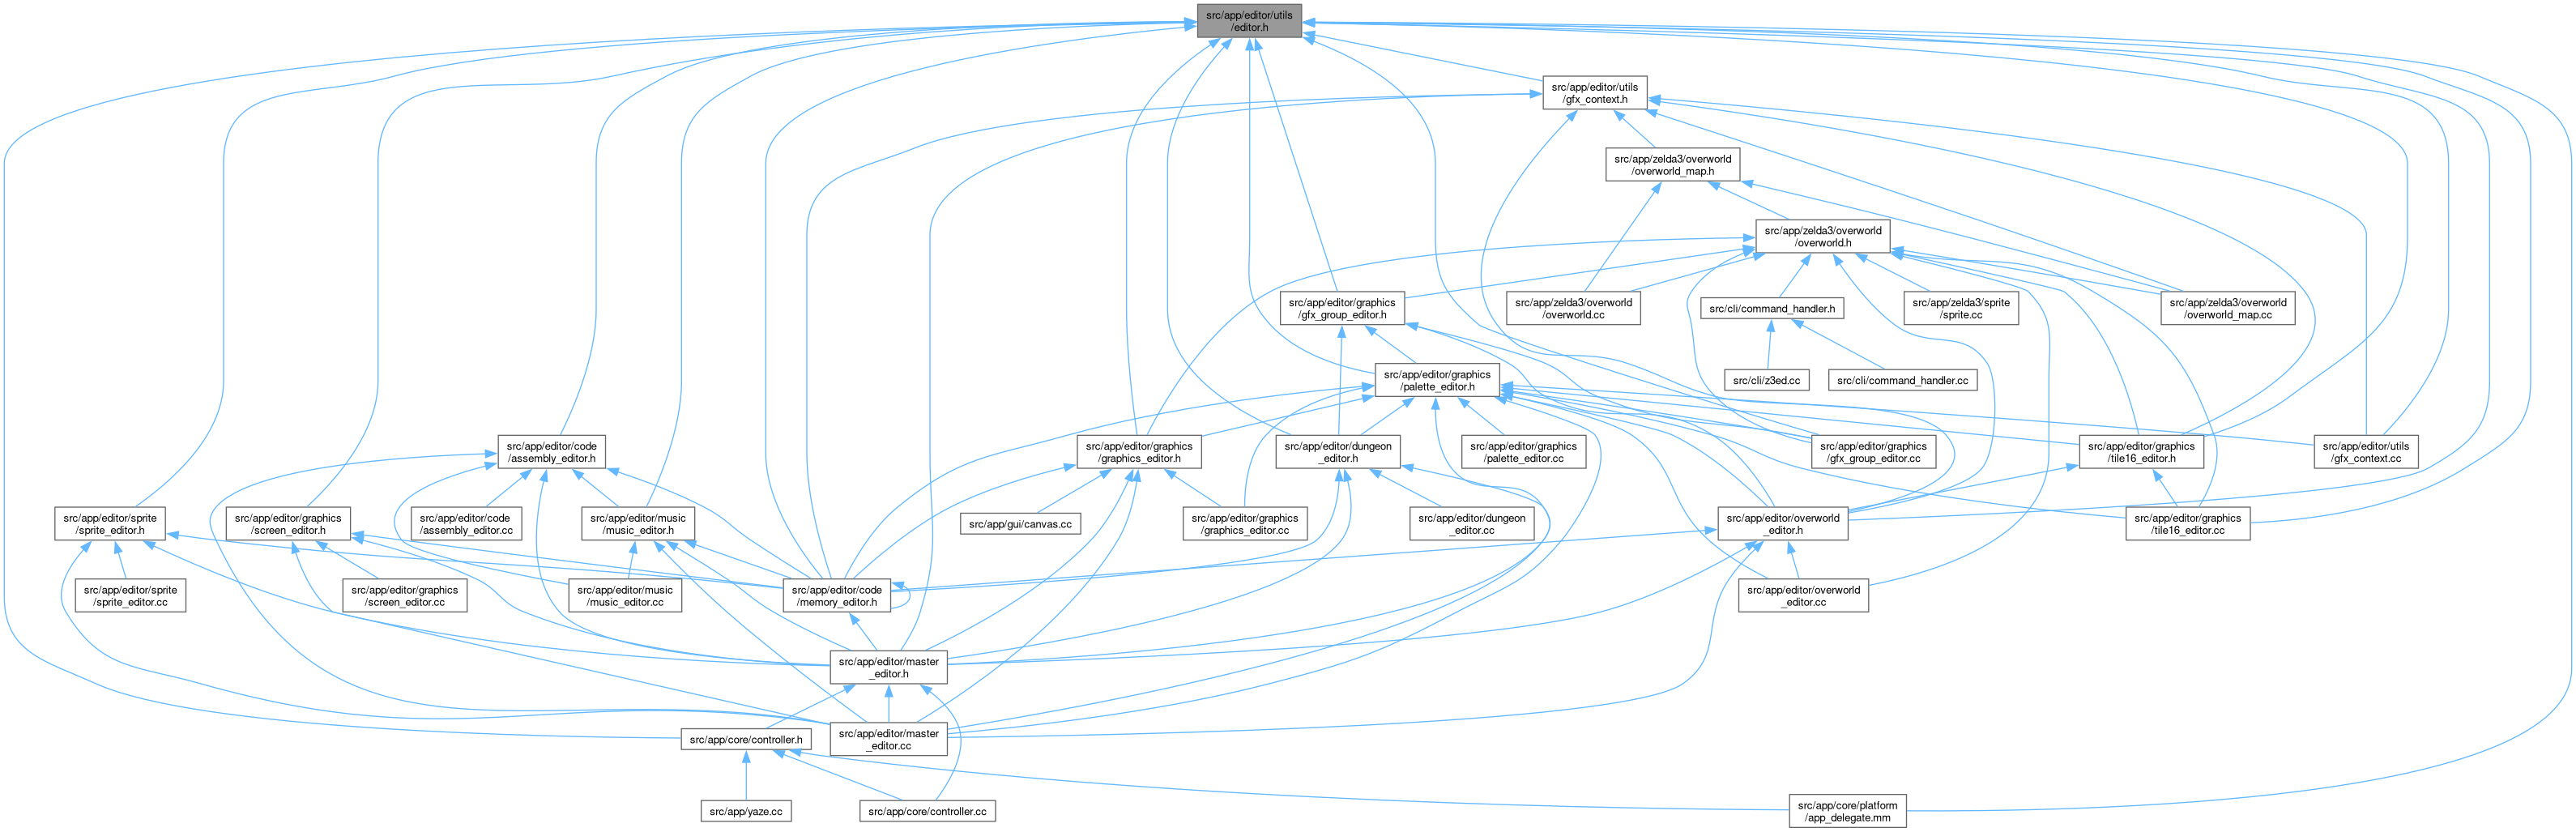 src/app/editor/utils
/editor.h
src/app/editor/utils
/gfx_context.h
src/app/zelda3/overworld
/overworld_map.h
src/app/zelda3/overworld
/overworld.h
src/app/editor/graphics
/gfx_group_editor.h
src/app/zelda3/overworld
/overworld.cc
src/cli/command_handler.h
src/app/zelda3/sprite
/sprite.cc
src/app/zelda3/overworld
/overworld_map.cc
src/app/editor/graphics
/palette_editor.h
src/cli/z3ed.cc
src/cli/command_handler.cc
src/app/editor/code
/assembly_editor.h
src/app/editor/graphics
/graphics_editor.h
src/app/editor/dungeon
_editor.h
src/app/editor/graphics
/palette_editor.cc
src/app/editor/graphics
/gfx_group_editor.cc
src/app/editor/graphics
/tile16_editor.h
src/app/editor/utils
/gfx_context.cc
src/app/editor/sprite
/sprite_editor.h
src/app/editor/graphics
/screen_editor.h
src/app/editor/code
/assembly_editor.cc
src/app/editor/music
/music_editor.h
src/app/gui/canvas.cc
src/app/editor/graphics
/graphics_editor.cc
src/app/editor/dungeon
_editor.cc
src/app/editor/overworld
_editor.h
src/app/editor/graphics
/tile16_editor.cc
src/app/editor/sprite
/sprite_editor.cc
src/app/editor/graphics
/screen_editor.cc
src/app/editor/music
/music_editor.cc
src/app/editor/code
/memory_editor.h
src/app/editor/overworld
_editor.cc
src/app/editor/master
_editor.h
src/app/core/controller.h
src/app/editor/master
_editor.cc
src/app/yaze.cc
src/app/core/controller.cc
src/app/core/platform
/app_delegate.mm